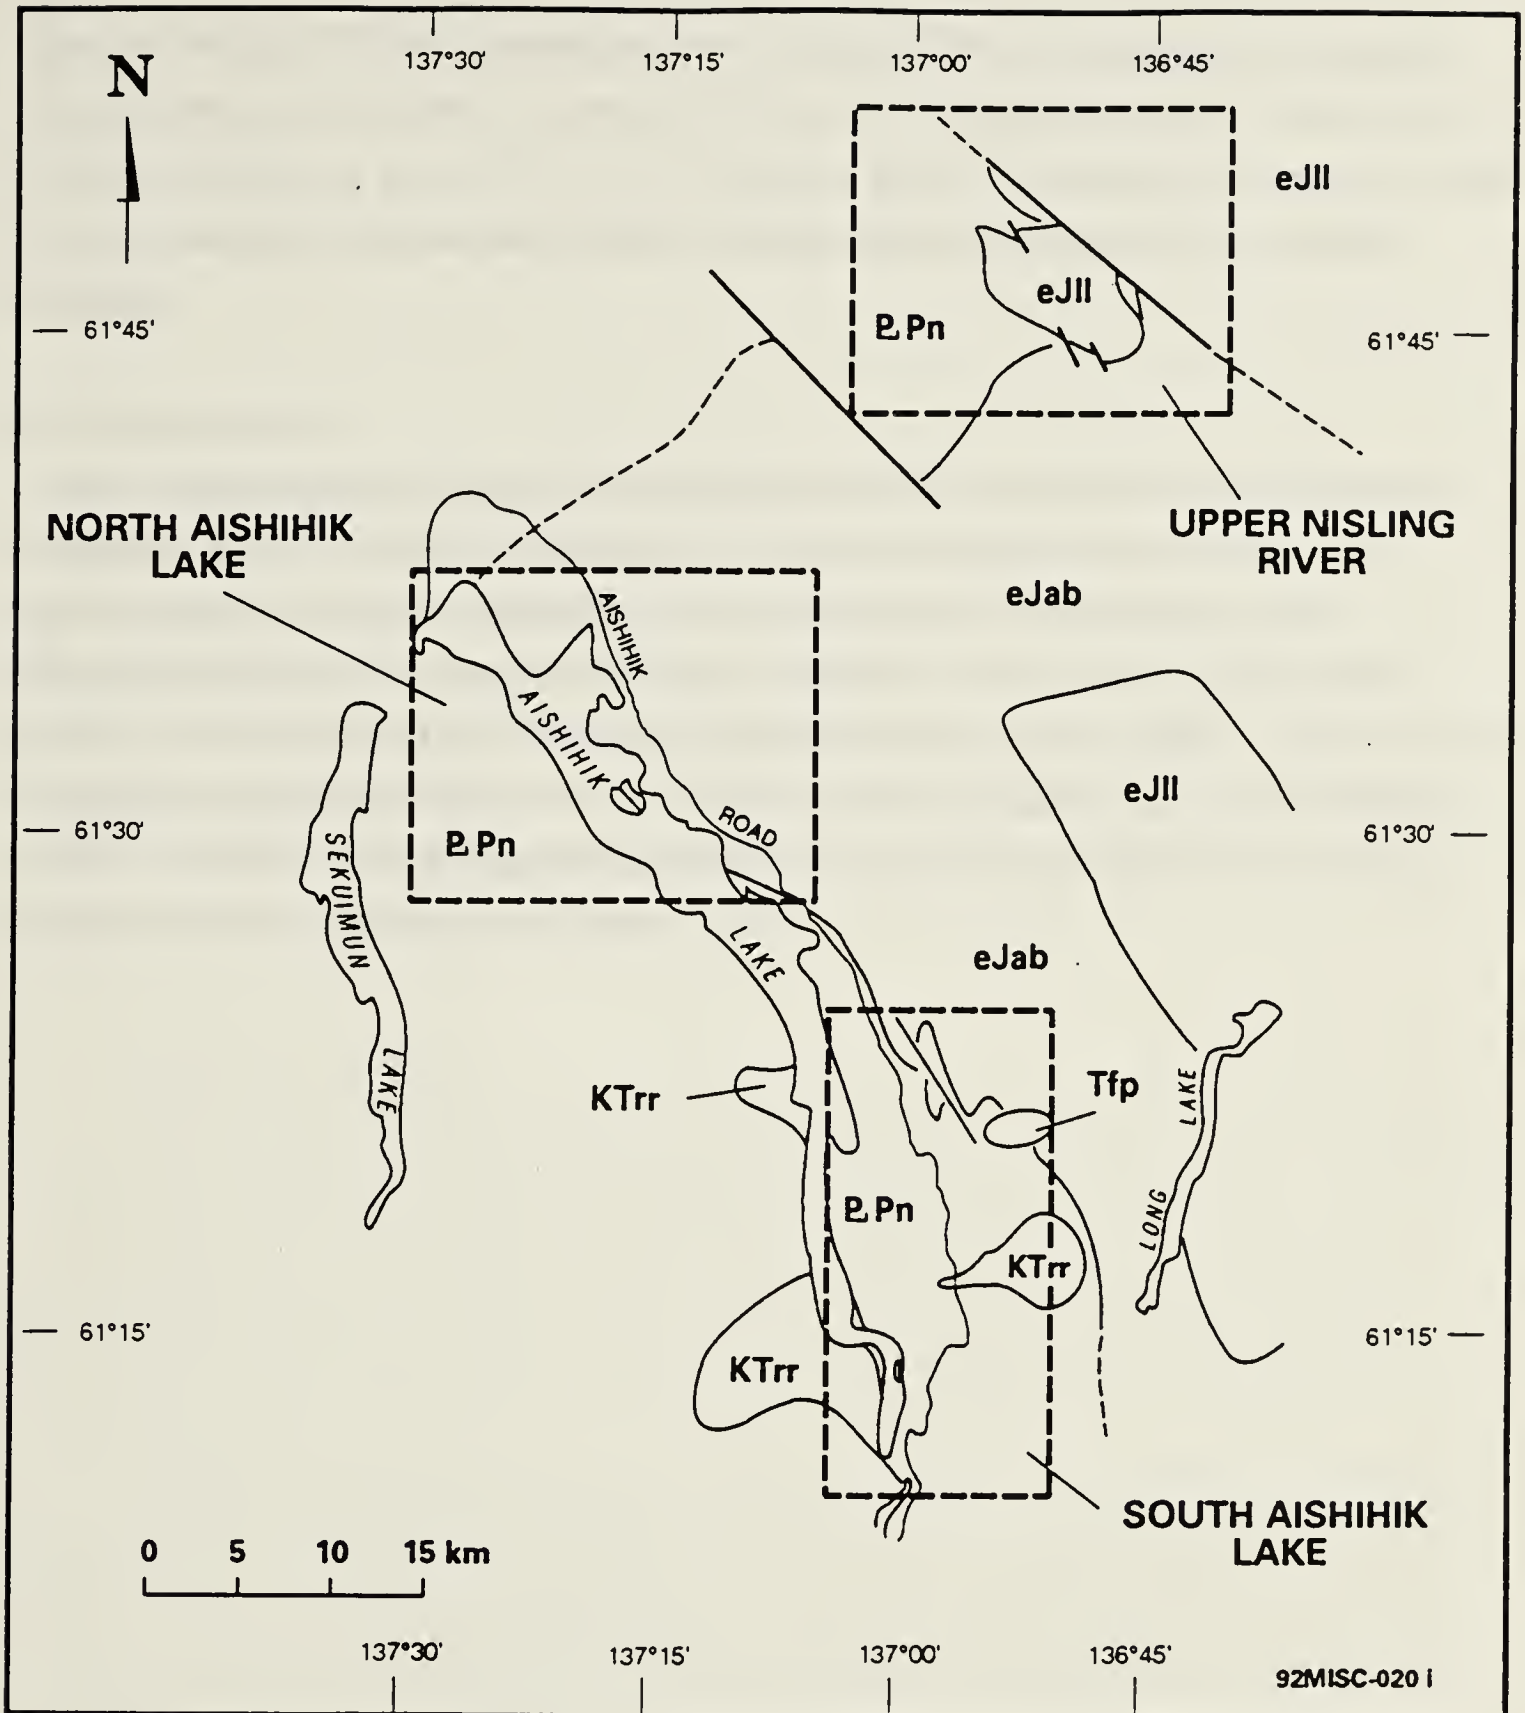 137°30' 137°15' 137°00' 136°45'
N
eJll
eJll
61°45'
PPn
61°45'
NORTH AISHIHIK
LAKE
UPPER NISLING
RIVER
eJab
AISHIHIK
AISHIHIK
eJll
ROAD
61°30'
PPn
61°30'
SEKUIMUN
LAKE
LAKE
eJab
LAKE
KTrr
Tfp
LONG
PPn
KTrr
61°15'
61°15'
KTrr
SOUTH AISHIHIK
LAKE
0 5 10 15 km
137°30' 137°15' 137°00' 136°45'
92MISC-020 i